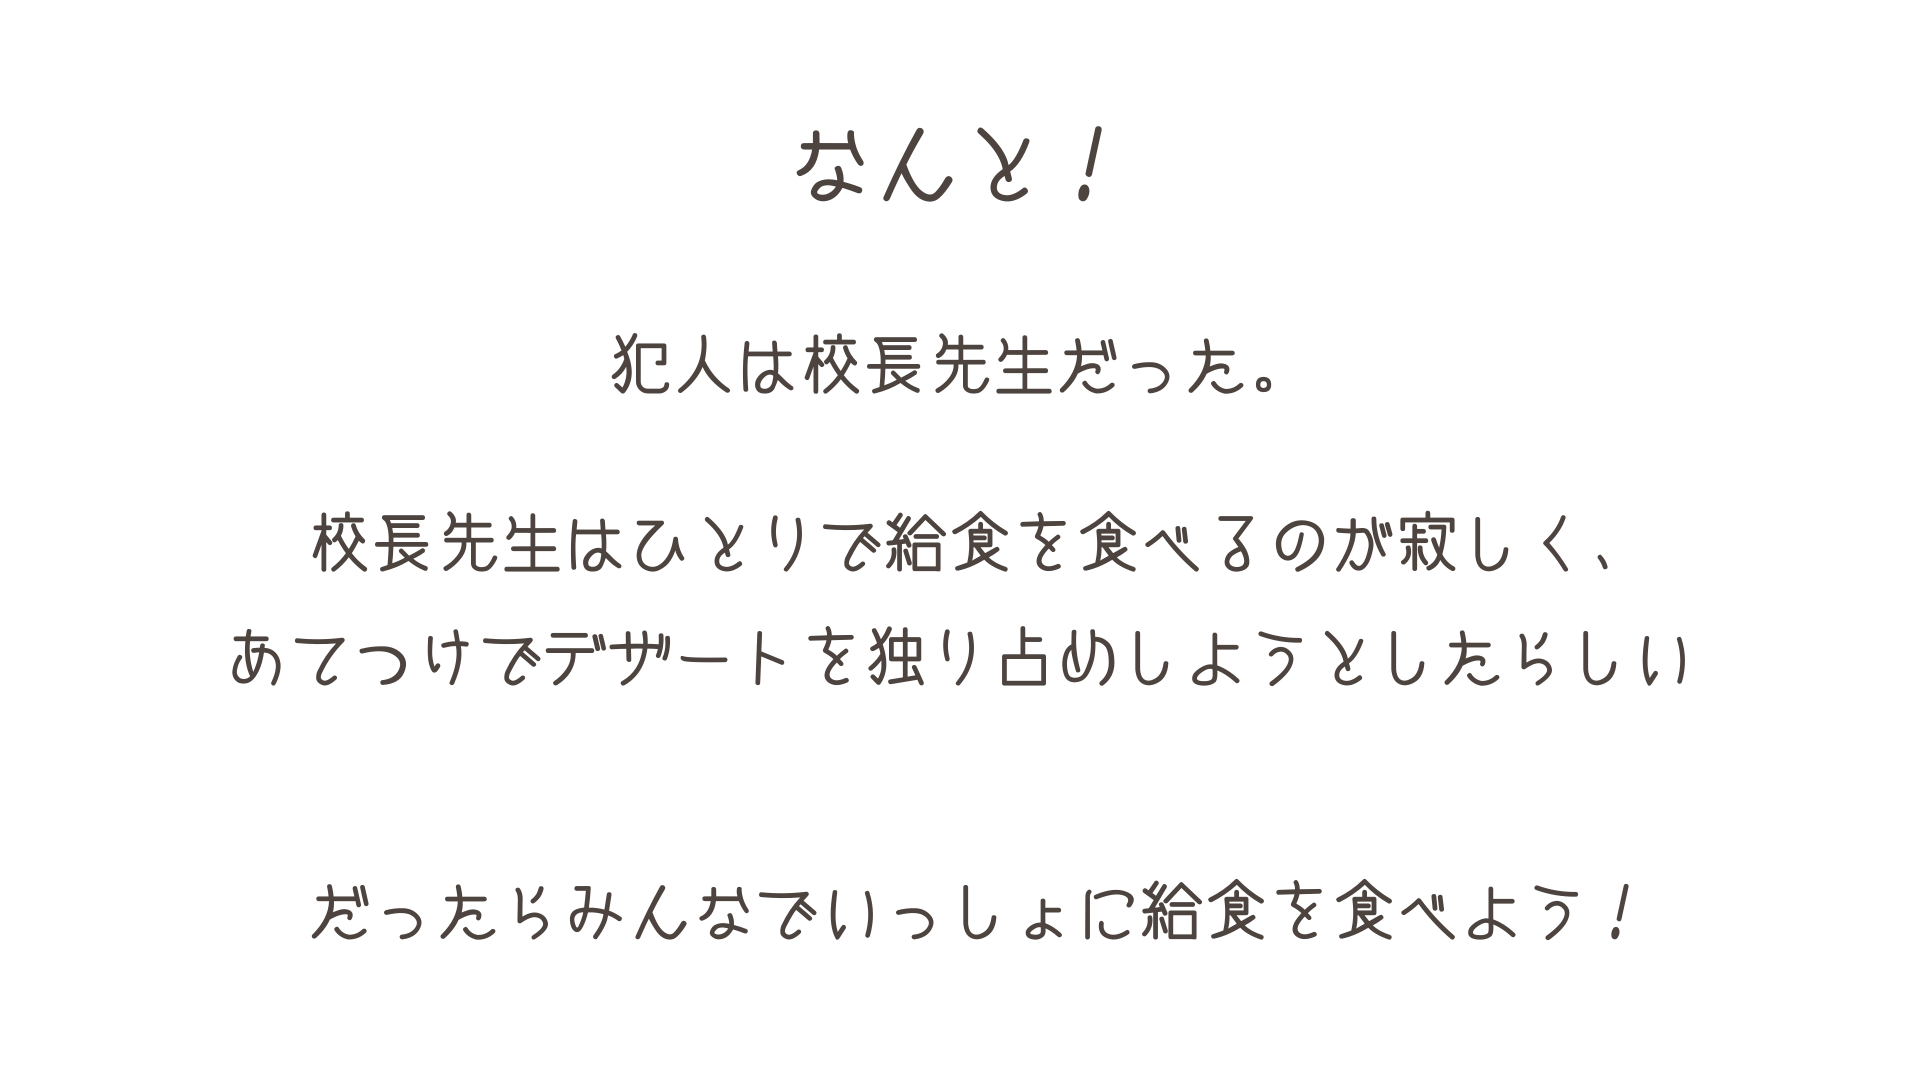 なんと！
犯人は校長先生だった。
校長先生はひとりで給食を食べるのが寂しく、
あてつけでデザートを独り占めしようとしたらしい
だったらみんなでいっしょに給食を食べよう！